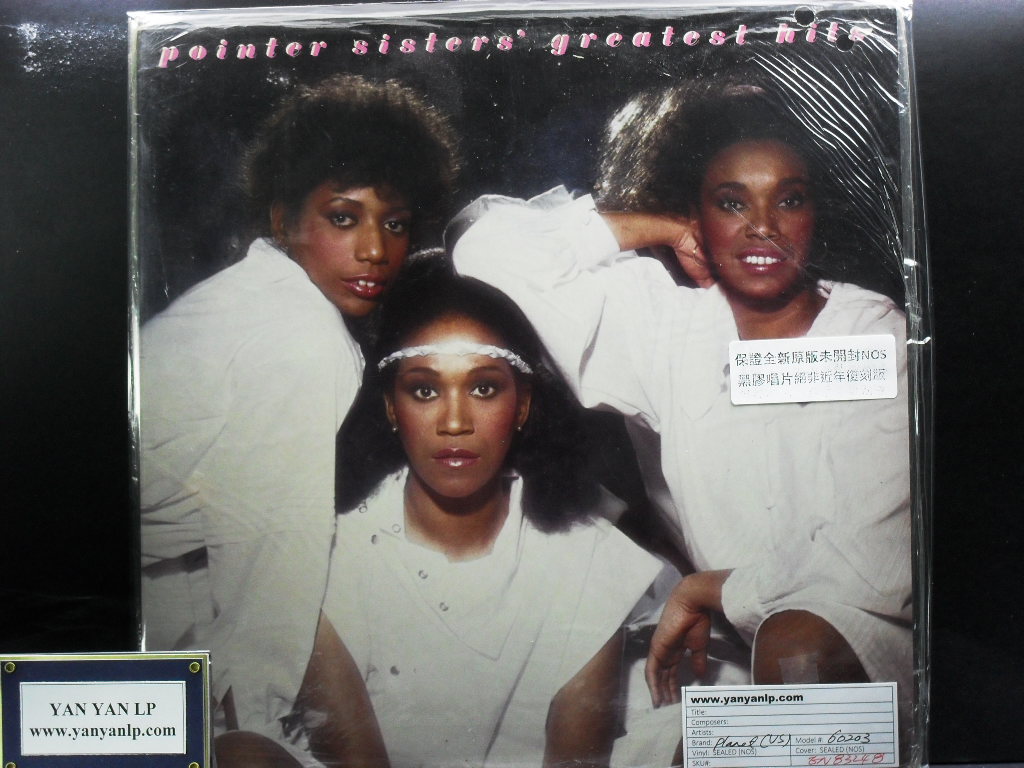 pointer sisters' greatest hits
保證全新原版未開封NOS
黑膠唱片絕非近年復刻版
YAN YAN LP
www.yanyanlp.com
www.yanyanlp.com
Title:
Composers:
Artists:
Brand: Planet (US) Model #: 60203
Vinyl: SEALED (NOS) Cover: SEALED (NOS)
SKU#: GN83248